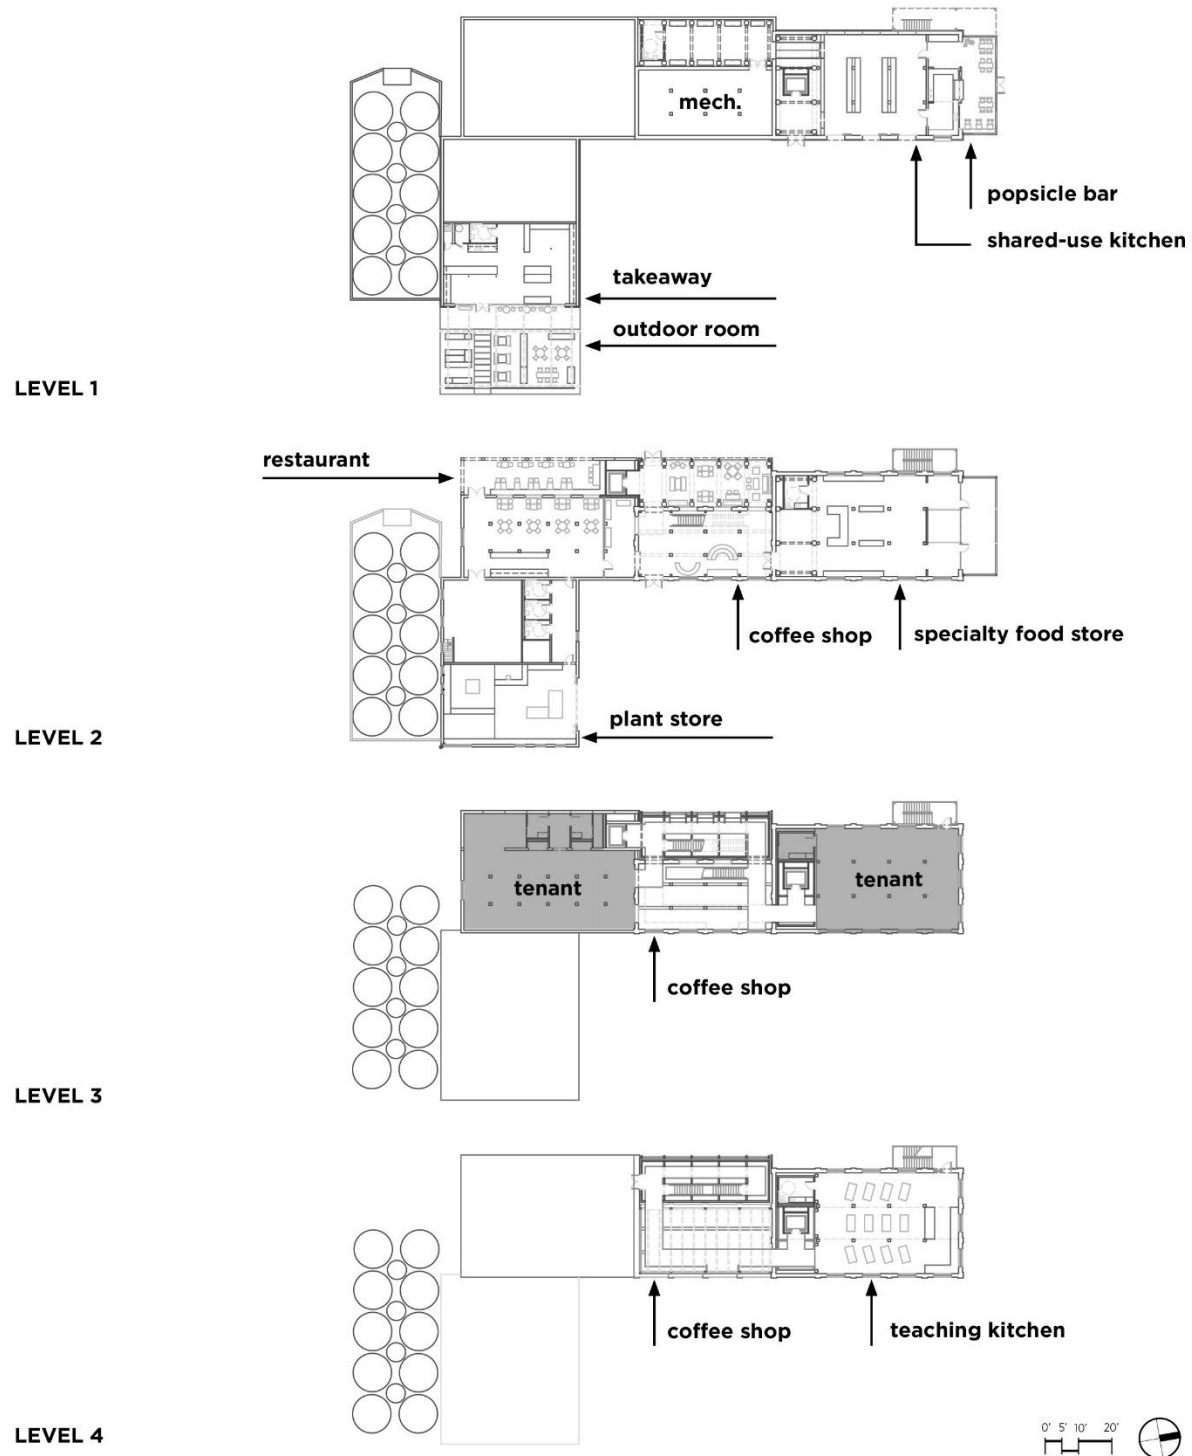 mech.
popsicle bar
shared-use kitchen
takeaway
outdoor room
LEVEL 1
restaurant
coffee shop
specialty food store
plant store
LEVEL 2
tenant
tenant
coffee shop
LEVEL 3
coffee shop
teaching kitchen
LEVEL 4
0' 5' 10' 20'